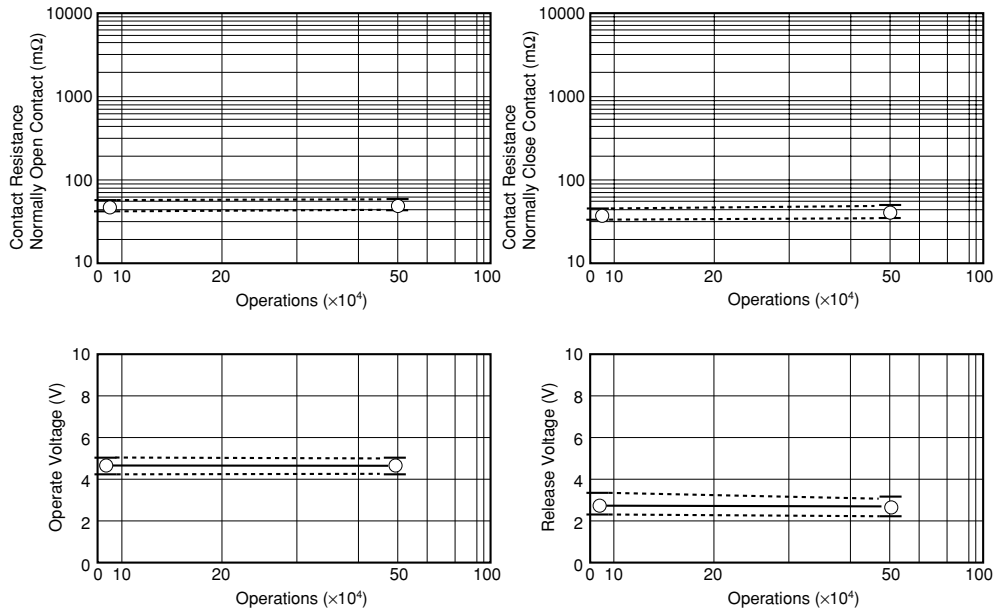 10000
1000
100
10
0 10 20 50 100
Contact Resistance
Normally Open Contact (mΩ)
Operations (×10⁴)
10000
1000
100
10
0 10 20 50 100
Contact Resistance
Normally Close Contact (mΩ)
Operations (×10⁴)
10
8
6
4
2
0
0 10 20 50 100
Operate Voltage (V)
Operations (×10⁴)
10
8
6
4
2
0
0 10 20 50 100
Release Voltage (V)
Operations (×10⁴)